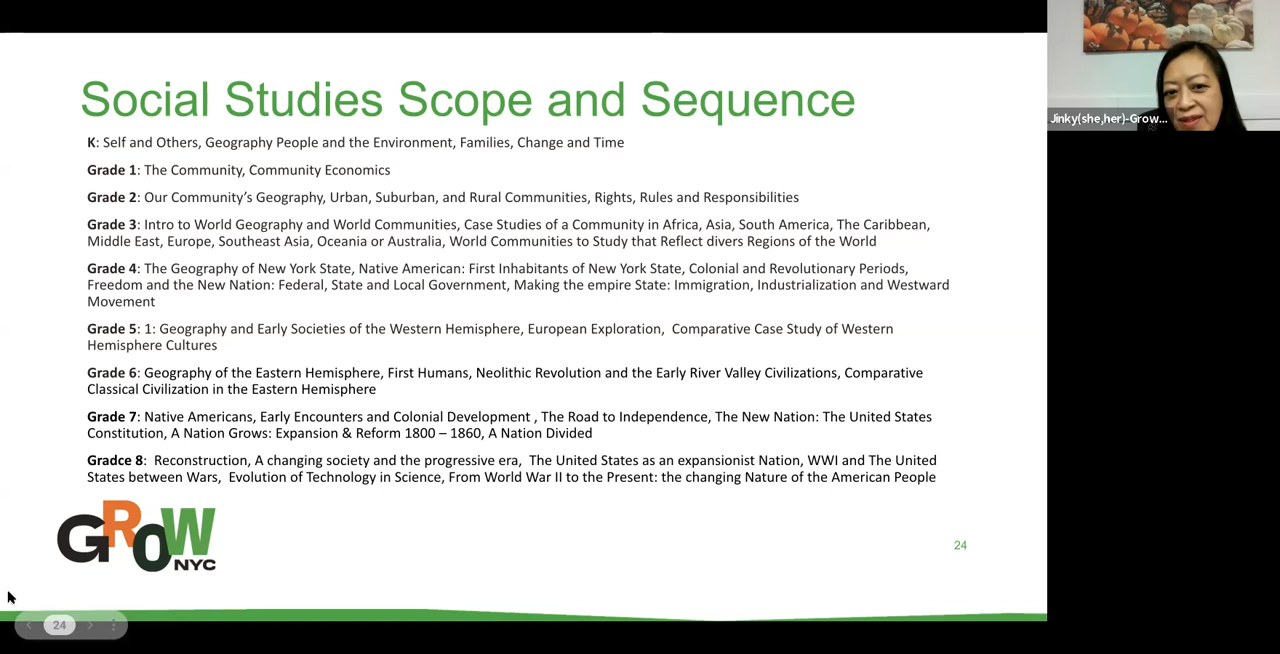 Social Studies Scope and Sequence
K: Self and Others, Geography People and the Environment, Families, Change and Time
Grade 1: The Community, Community Economics
Grade 2: Our Community's Geography, Urban, Suburban, and Rural Communities, Rights, Rules and Responsibilities
Grade 3: Intro to World Geography and World Communities, Case Studies of a Community in Africa, Asia, South America, The Caribbean,
Middle East, Europe, Southeast Asia, Oceania or Australia, World Communities to Study that Reflect divers Regions of the World
Grade 4: The Geography of New York State, Native American: First Inhabitants of New York State, Colonial and Revolutionary Periods,
Freedom and the New Nation: Federal, State and Local Government, Making the empire State: Immigration, Industrialization and Westward
Movement
Grade 5: 1: Geography and Early Societies of the Western Hemisphere, European Exploration, Comparative Case Study of Western
Hemisphere Cultures
Grade 6: Geography of the Eastern Hemisphere, First Humans, Neolithic Revolution and the Early River Valley Civilizations, Comparative
Classical Civilization in the Eastern Hemisphere
Grade 7: Native Americans, Early Encounters and Colonial Development , The Road to Independence, The New Nation: The United States
Constitution, A Nation Grows: Expansion & Reform 1800 – 1860, A Nation Divided
Gradce 8: Reconstruction, A changing society and the progressive era, The United States as an expansionist Nation, WWI and The United
States between Wars, Evolution of Technology in Science, From World War II to the Present: the changing Nature of the American People
GROW
NYC
24
24
Jinky(she,her)-Grow...